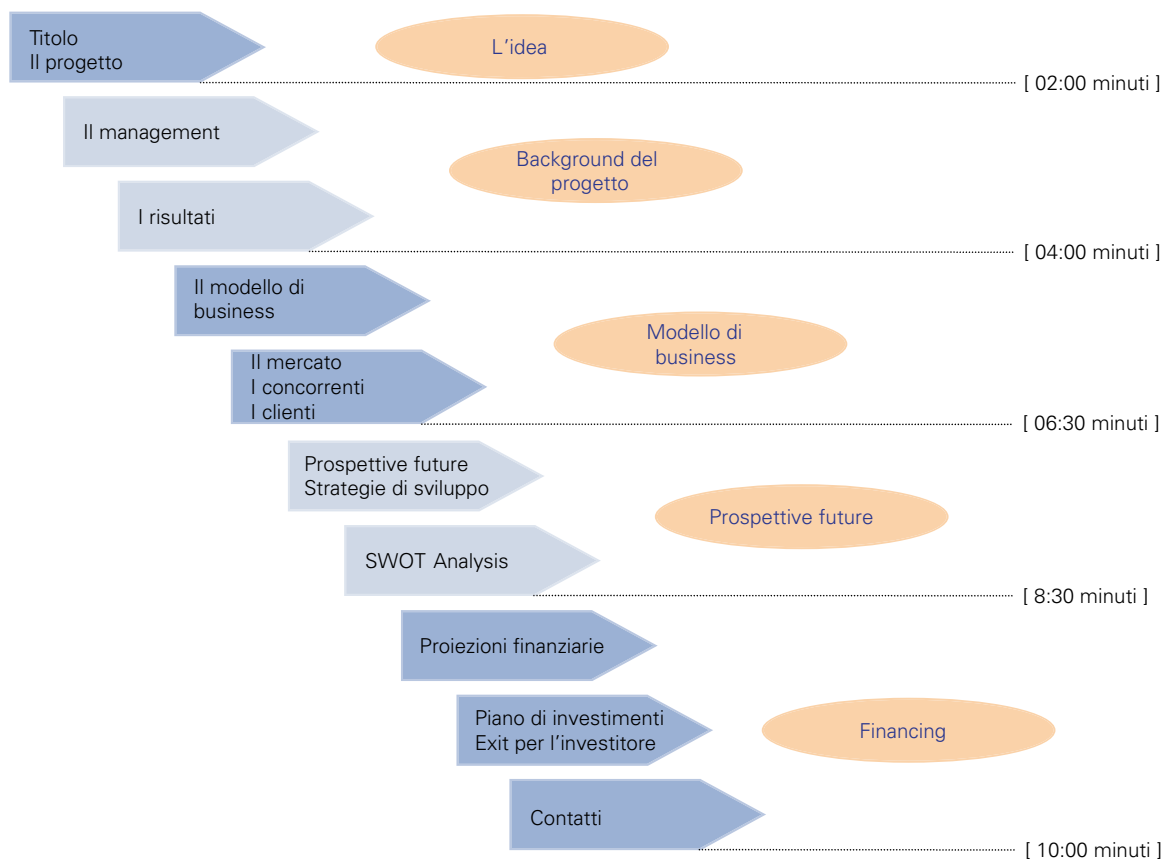 Titolo
Il progetto
L'idea
[ 02:00 minuti ]
Il management
Background del
progetto
I risultati
[ 04:00 minuti ]
Il modello di
business
Modello di
business
Il mercato
I concorrenti
I clienti
[ 06:30 minuti ]
Prospettive future
Strategie di sviluppo
Prospettive future
SWOT Analysis
[ 8:30 minuti ]
Proiezioni finanziarie
Piano di investimenti
Exit per l'investitore
Financing
Contatti
[ 10:00 minuti ]